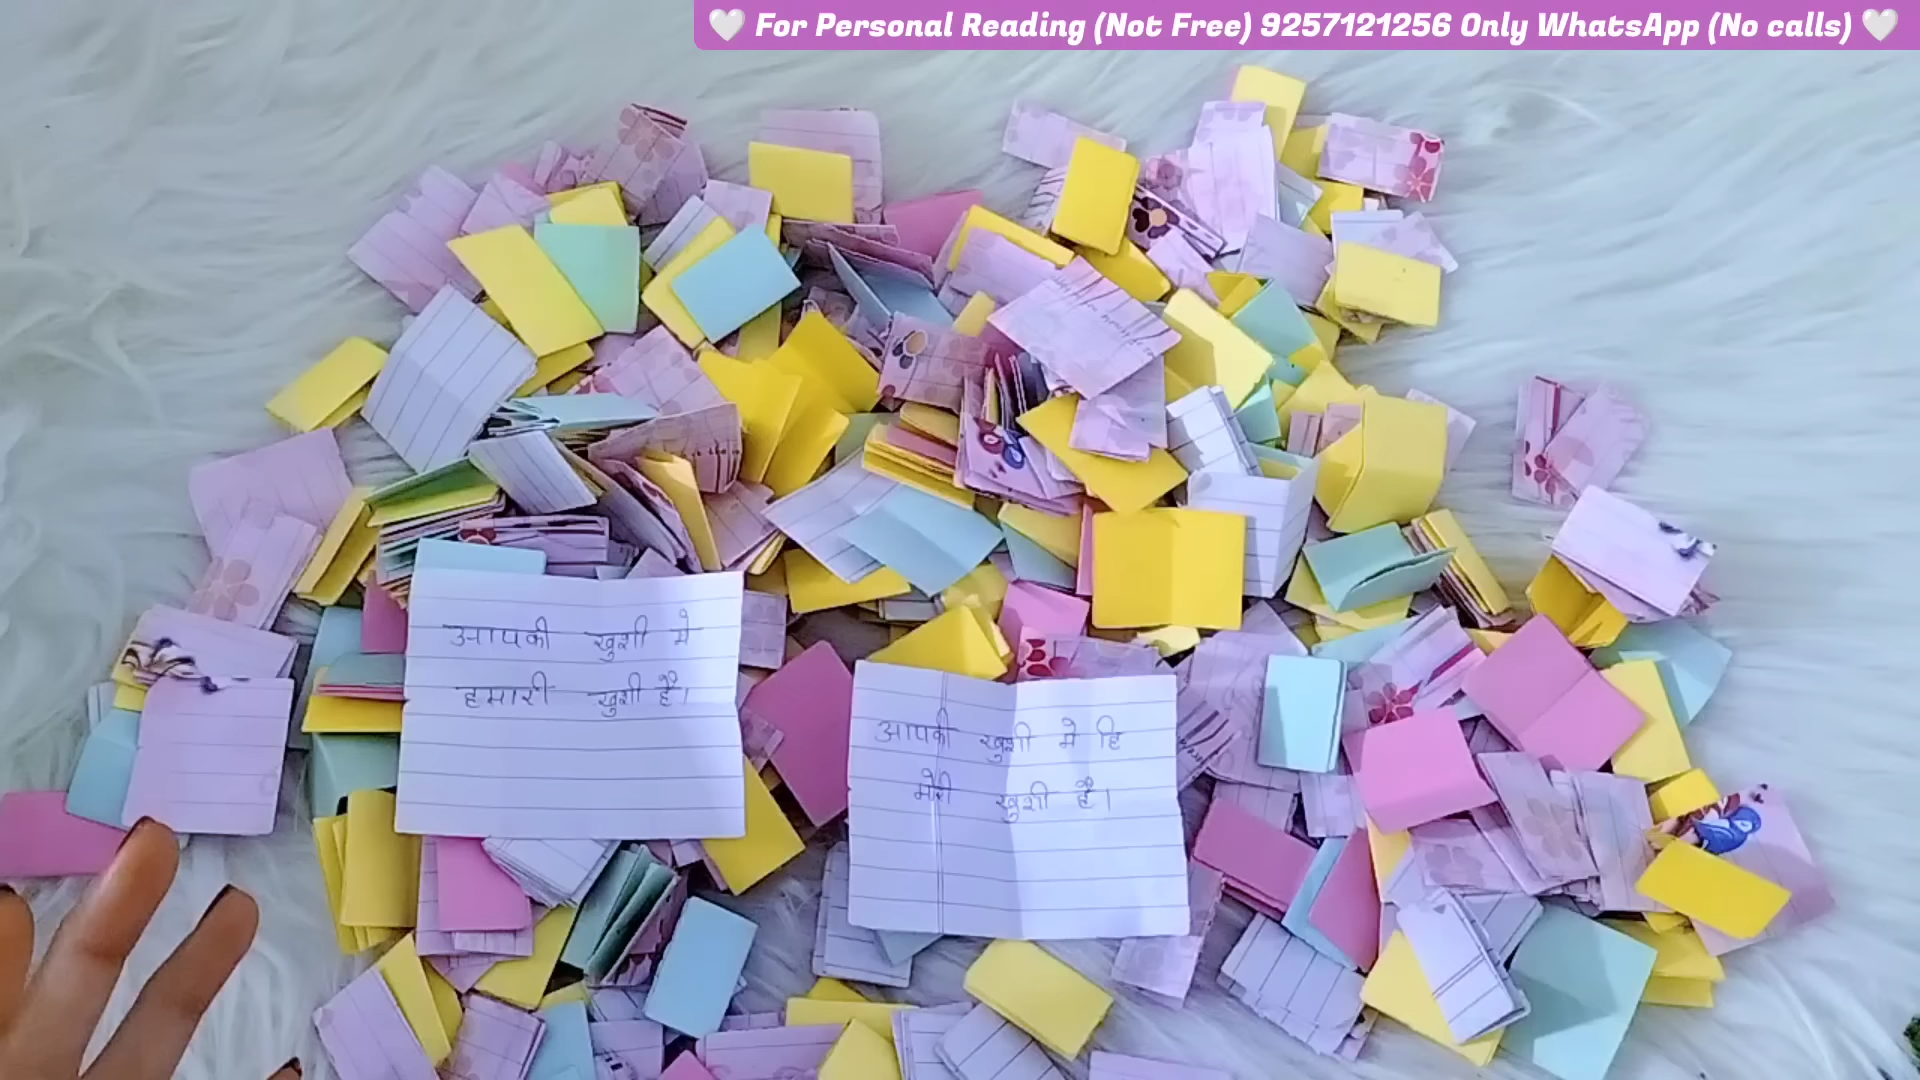 🤍 For Personal Reading (Not Free) 9257121256 Only WhatsApp (No calls) 🤍
आपकी खुशी मे
हमारी खुशी है।
आपकी खुशी मे हि
मेरी खुशी है।